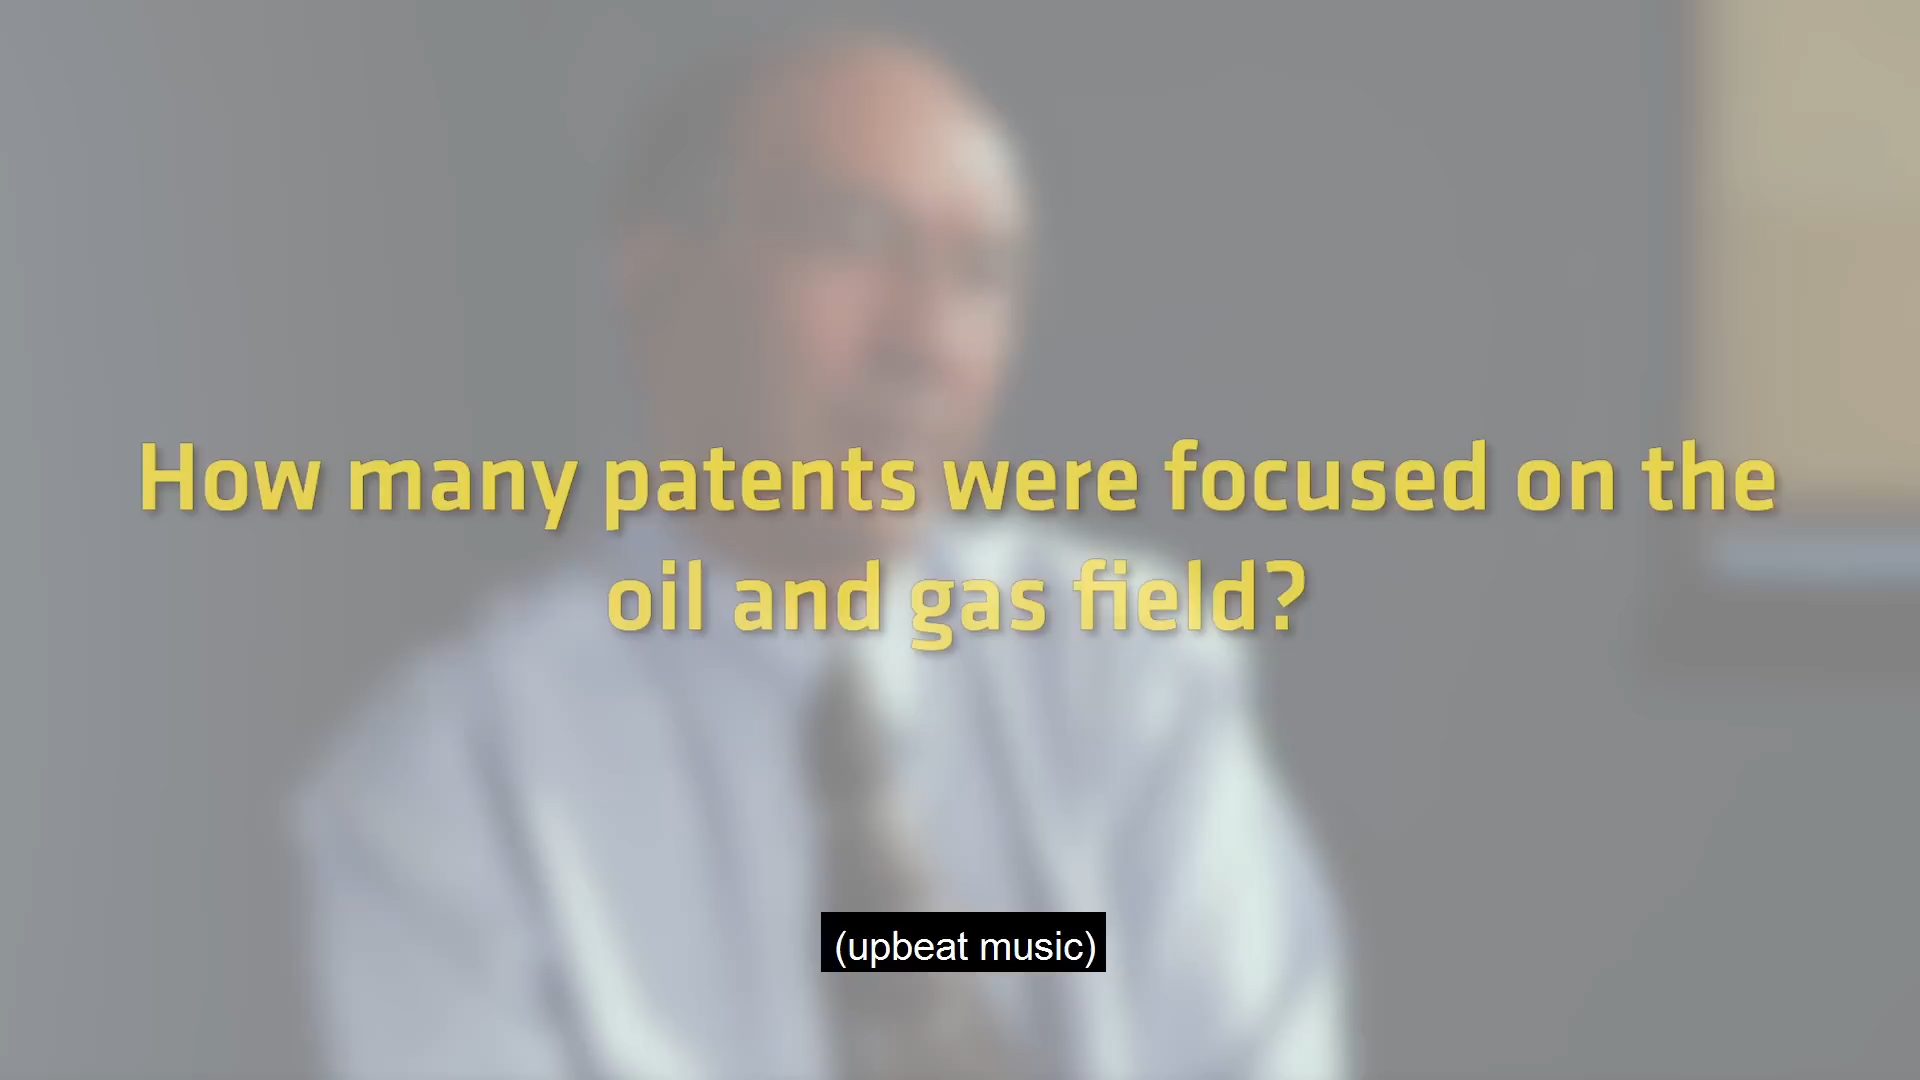 How many patents were focused on the
oil and gas field?
(upbeat music)